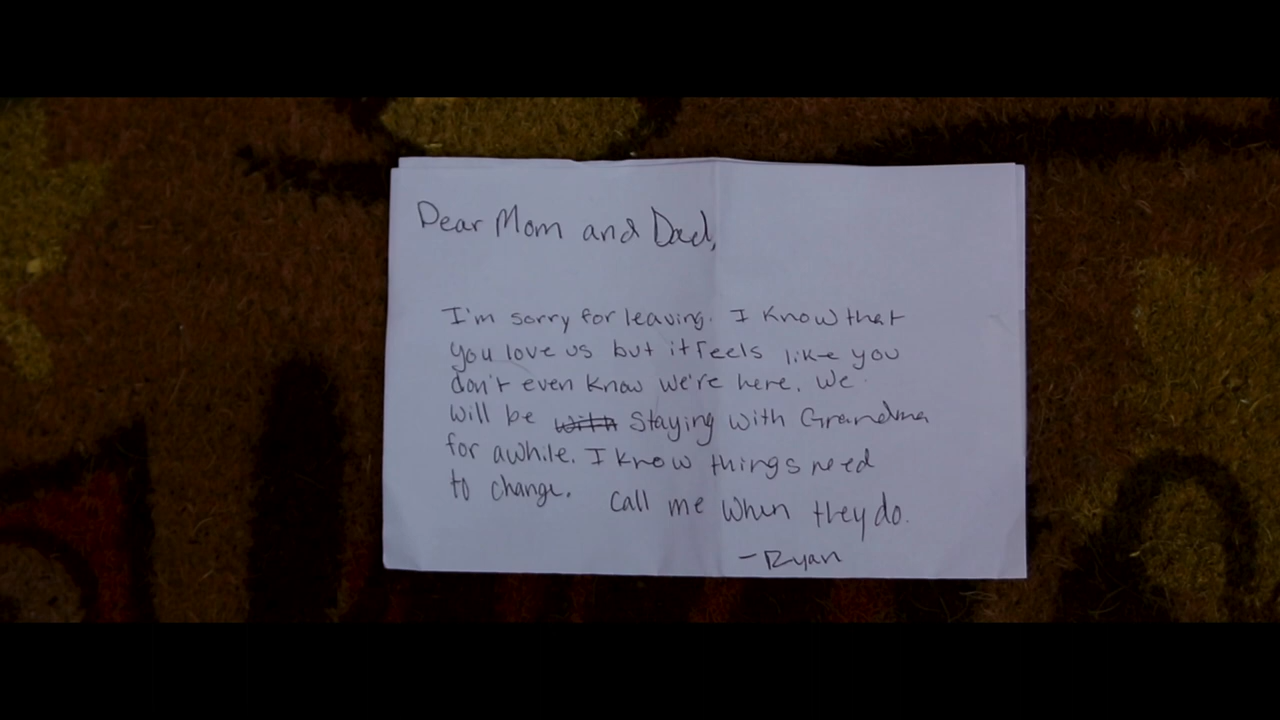 Dear Mom and Dad,
I'm sorry for leaving. I know that
you love us but it feels like you
don't even know we're here. We
will be with staying with Grandma
for awhile. I know things need
to change. Call me when they do.
-Ryan